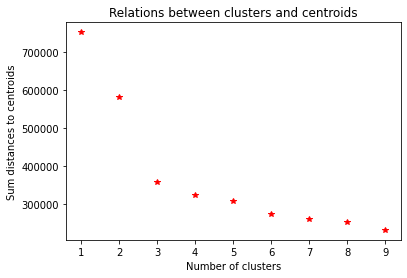 Relations between clusters and centroids
700000
600000
500000
400000
300000
Sum distances to centroids
1 2 3 4 5 6 7 8 9
Number of clusters